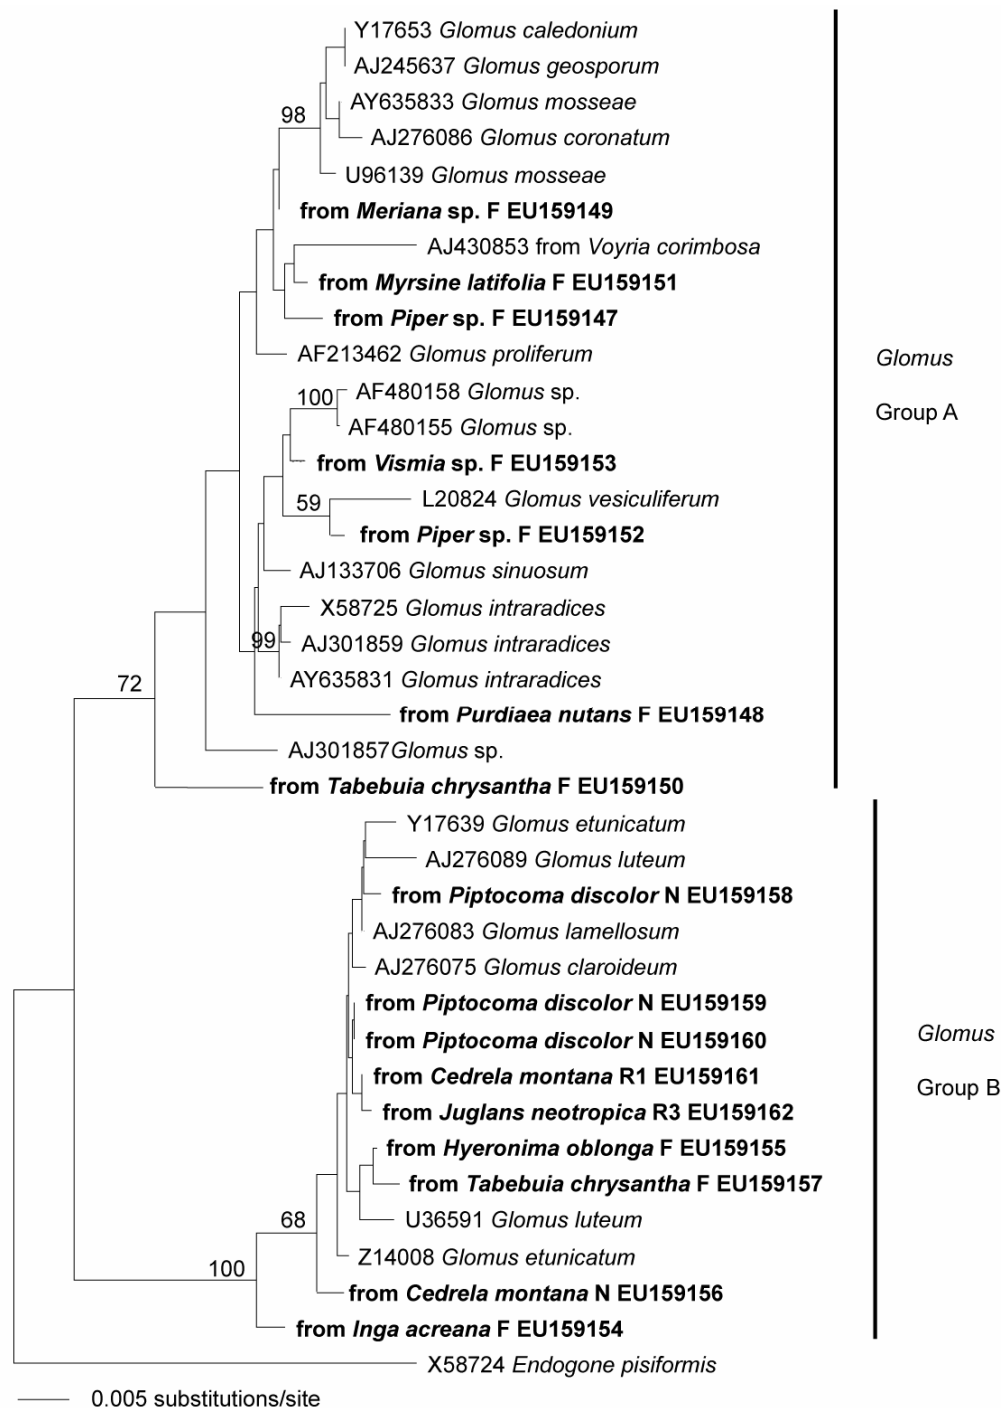 Y17653 Glomus caledonium
AJ245637 Glomus geosporum
AY635833 Glomus mosseae
98
AJ276086 Glomus coronatum
U96139 Glomus mosseae
from Meriana sp. F EU159149
AJ430853 from Voyria corimbosa
from Myrsine latifolia F EU159151
from Piper sp. F EU159147
AF213462 Glomus proliferum
Glomus
Group A
AF480158 Glomus sp.
100
AF480155 Glomus sp.
from Vismia sp. F EU159153
L20824 Glomus vesiculiferum
59
from Piper sp. F EU159152
AJ133706 Glomus sinuosum
X58725 Glomus intraradices
99
AJ301859 Glomus intraradices
AY635831 Glomus intraradices
72
from Purdiaea nutans F EU159148
AJ301857Glomus sp.
from Tabebuia chrysantha F EU159150
Y17639 Glomus etunicatum
AJ276089 Glomus luteum
from Piptocoma discolor N EU159158
AJ276083 Glomus lamellosum
AJ276075 Glomus claroideum
from Piptocoma discolor N EU159159
Glomus
Group B
from Piptocoma discolor N EU159160
from Cedrela montana R1 EU159161
from Juglans neotropica R3 EU159162
from Hyeronima oblonga F EU159155
from Tabebuia chrysantha F EU159157
68
U36591 Glomus luteum
Z14008 Glomus etunicatum
100
from Cedrela montana N EU159156
from Inga acreana F EU159154
X58724 Endogone pisiformis
0.005 substitutions/site